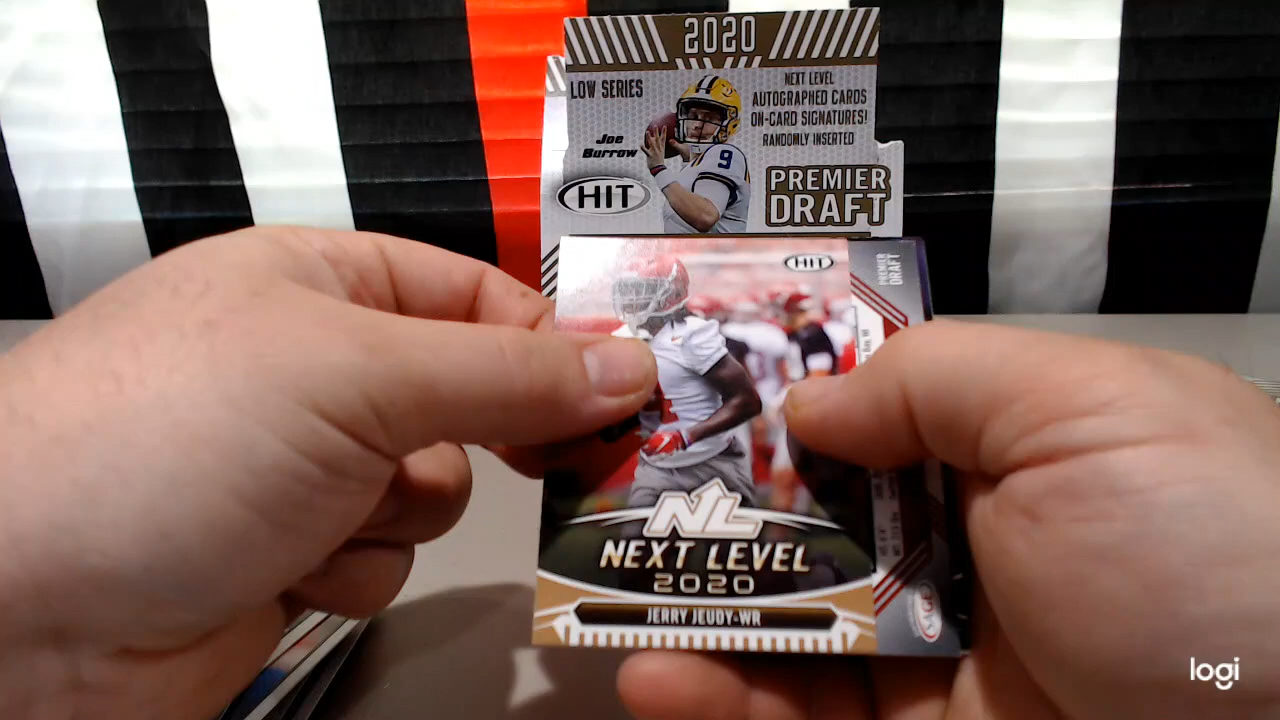 2020
LOW SERIES
NEXT LEVEL
AUTOGRAPHED CARDS
ON-CARD SIGNATURES!
RANDOMLY INSERTED
Joe
Burrow
9
HIT
PREMIER
DRAFT
HIT
PREMIER
DRAFT
NL
NEXT LEVEL
2020
JERRY JEUDY-WR
SAGE
logi